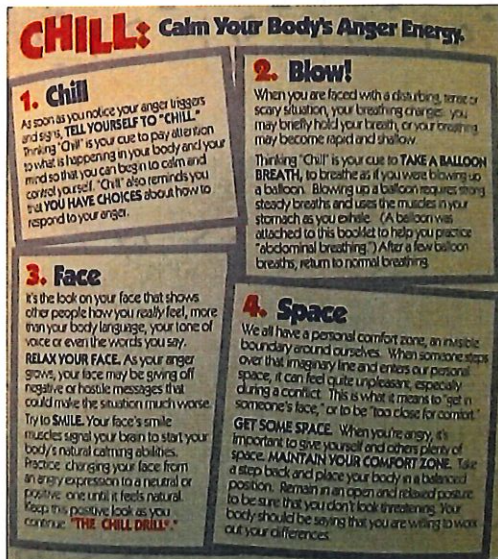 CHILL: Calm Your Body's Anger Energy.
1. Chill
As soon as you notice your anger triggers
and signs, TELL YOURSELF TO "CHILL."
Thinking "Chill" is your cue to pay attention
to what is happening in your body and your
mind so that you can begin to calm and
control yourself. "Chill" also reminds you
that YOU HAVE CHOICES about how to
respond to your anger.
2. Blow!
When you are faced with a disturbing, tense or
scary situation, your breathing changes: you
may briefly hold your breath, or your breathing
may become rapid and shallow.
Thinking "Chill" is your cue to TAKE A BALLOON
BREATH, to breathe as if you were blowing up
a balloon. Blowing up a balloon requires strong
steady breaths and uses the muscles in your
stomach as you exhale. (A balloon was
attached to this booklet to help you practice
"abdominal breathing.") After a few balloon
breaths, return to normal breathing.
3. Face
It's the look on your face that shows
other people how you really feel, more
than your body language, your tone of
voice or even the words you say.
RELAX YOUR FACE. As your anger
grows, your face may be giving off
negative or hostile messages that
could make the situation much worse.
Try to SMILE. Your face's smile
muscles signal your brain to start your
body's natural calming abilities.
Practice changing your face from
an angry expression to a neutral or
positive one until it feels natural.
Keep this positive look as you
continue "THE CHILL DRILL®."
4. Space
We all have a personal comfort zone, an invisible
boundary around ourselves. When someone steps
over that imaginary line and enters our personal
space, it can feel quite unpleasant, especially
during a conflict. This is what it means to "get in
someone's face," or to be "too close for comfort."
GET SOME SPACE. When you're angry, it's
important to give yourself and others plenty of
space. MAINTAIN YOUR COMFORT ZONE. Take
a step back and place your body in a balanced
position. Remain in an open and relaxed posture
to be sure that you don't look threatening. Your
body should be saying that you are willing to work
out your differences.